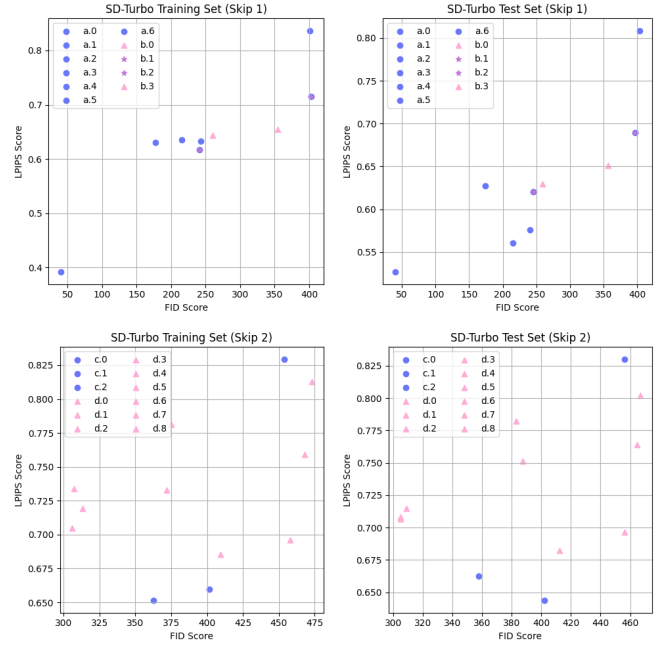 SD-Turbo Training Set (Skip 1)
a.0 a.6
a.1 b.0
a.2 b.1
a.3 b.2
a.4 b.3
a.5
0.8
0.7
0.6
0.5
0.4
LPIPS Score
50 100 150 200 250 300 350 400
FID Score
SD-Turbo Test Set (Skip 1)
a.0 a.6
a.1 b.0
a.2 b.1
a.3 b.2
a.4 b.3
a.5
0.80
0.75
0.70
0.65
0.60
0.55
LPIPS Score
50 100 150 200 250 300 350 400
FID Score
SD-Turbo Training Set (Skip 2)
c.0 d.3
c.1 d.4
c.2 d.5
d.0 d.6
d.1 d.7
d.2 d.8
0.825
0.800
0.775
0.750
0.725
0.700
0.675
0.650
LPIPS Score
300 325 350 375 400 425 450 475
FID Score
SD-Turbo Test Set (Skip 2)
c.0 d.3
c.1 d.4
c.2 d.5
d.0 d.6
d.1 d.7
d.2 d.8
0.825
0.800
0.775
0.750
0.725
0.700
0.675
0.650
LPIPS Score
300 320 340 360 380 400 420 440 460
FID Score